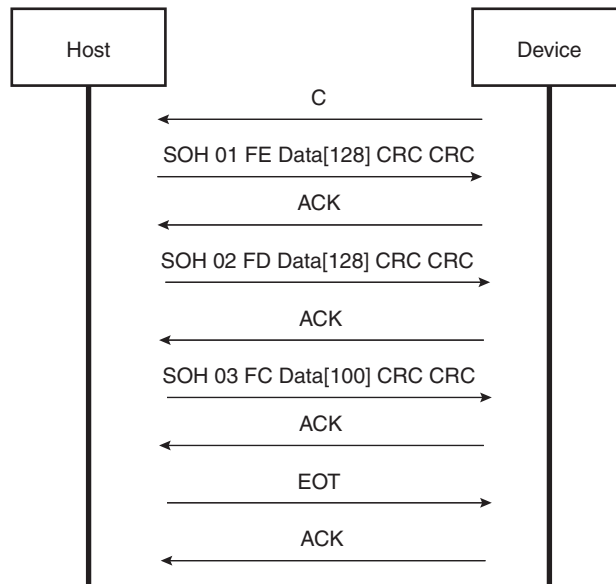 Host
Device
C
SOH 01 FE Data[128] CRC CRC
ACK
SOH 02 FD Data[128] CRC CRC
ACK
SOH 03 FC Data[100] CRC CRC
ACK
EOT
ACK